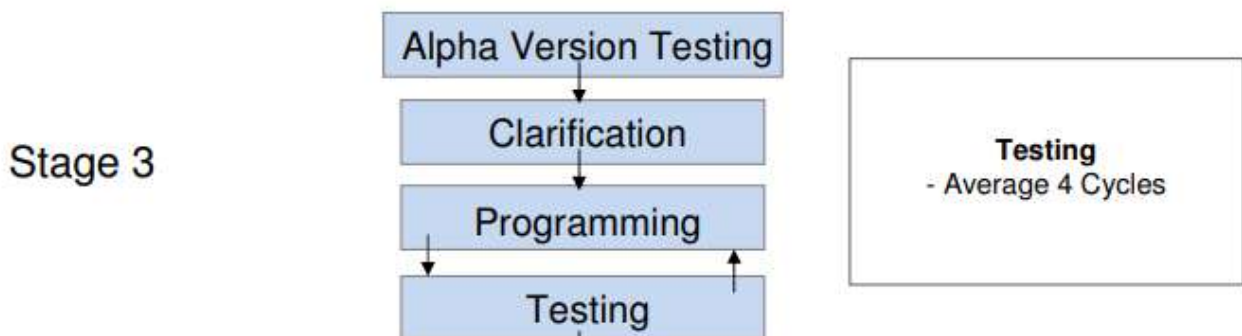 Alpha Version Testing
Clarification
Stage 3
Programming
Testing
Testing
- Average 4 Cycles